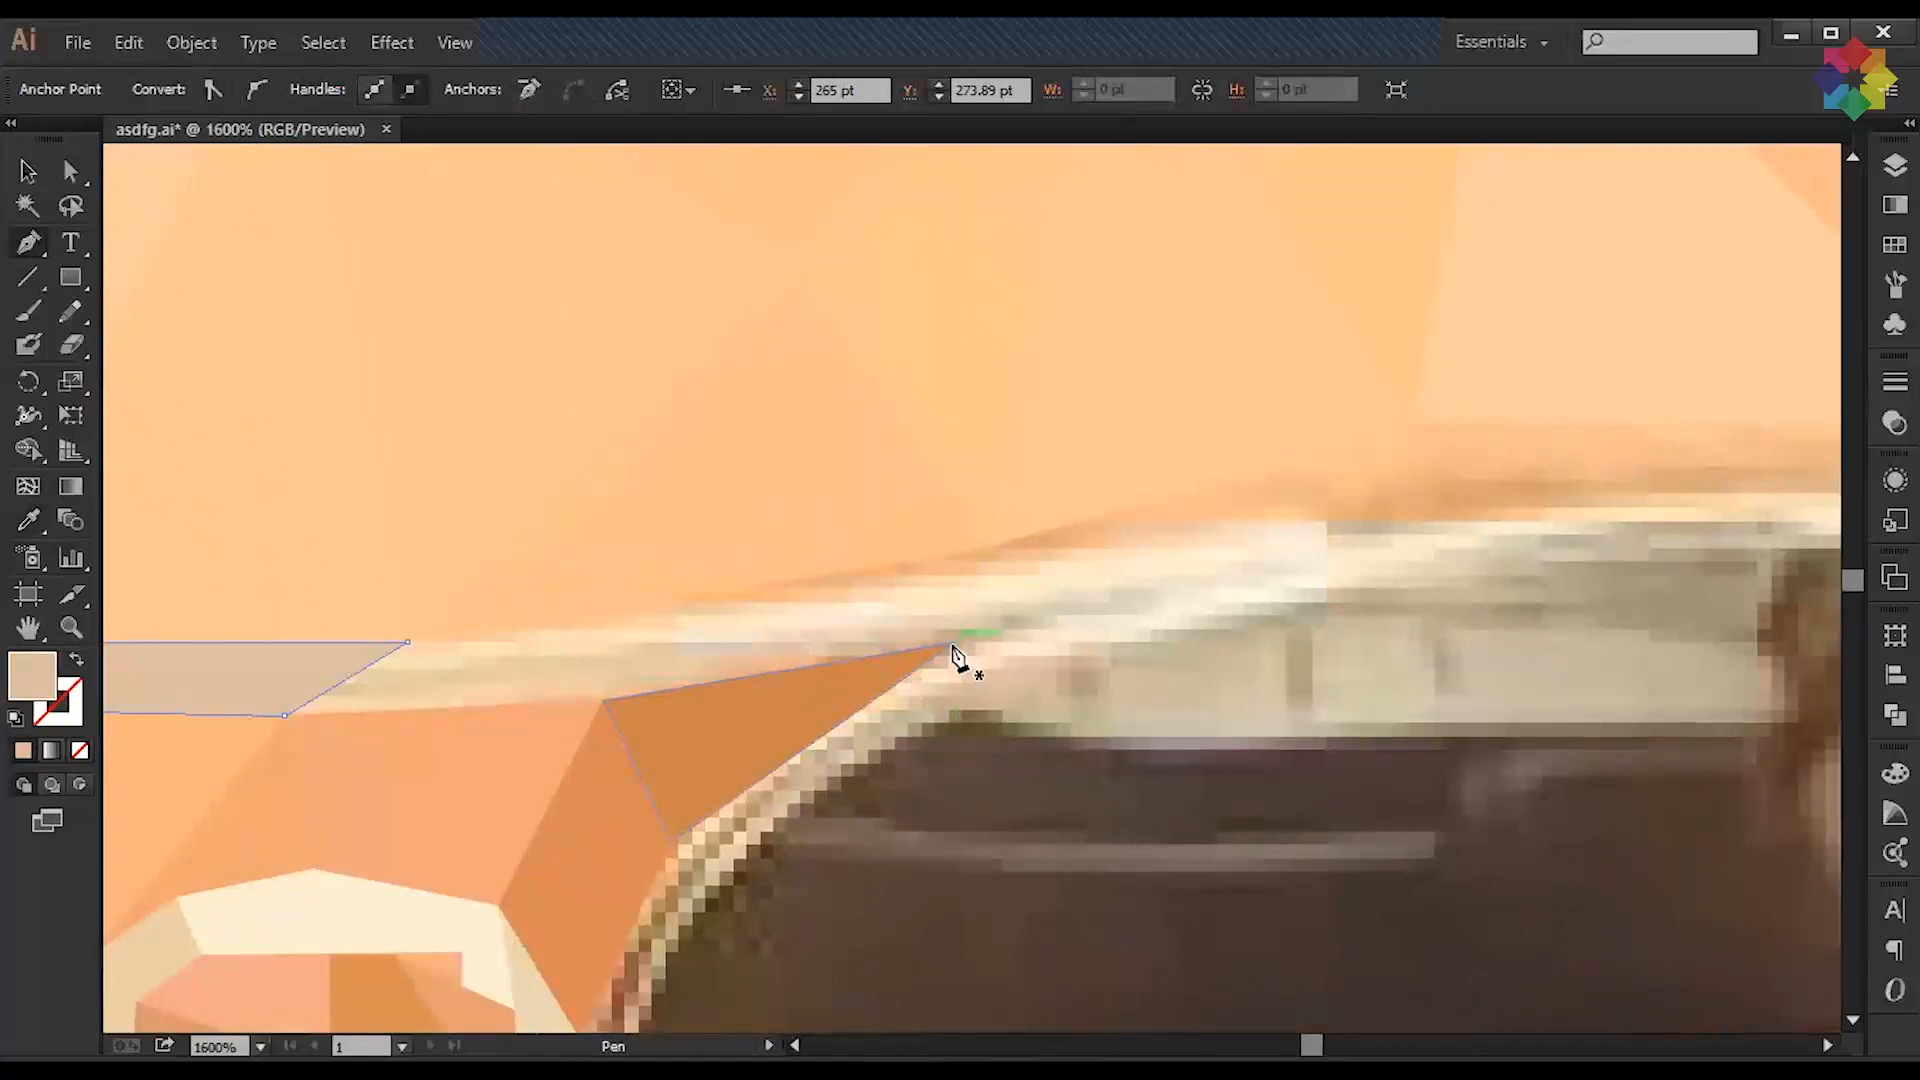 Ai File Edit Object Type Select Effect View Essentials
Anchor Point Convert: Handles: Anchors: X: 265 pt Y: 273.89 pt W: 0 pt H: 0 pt
asdfg.ai* @ 1600% (RGB/Preview) ×
T
A
O
1600% 1 Pen